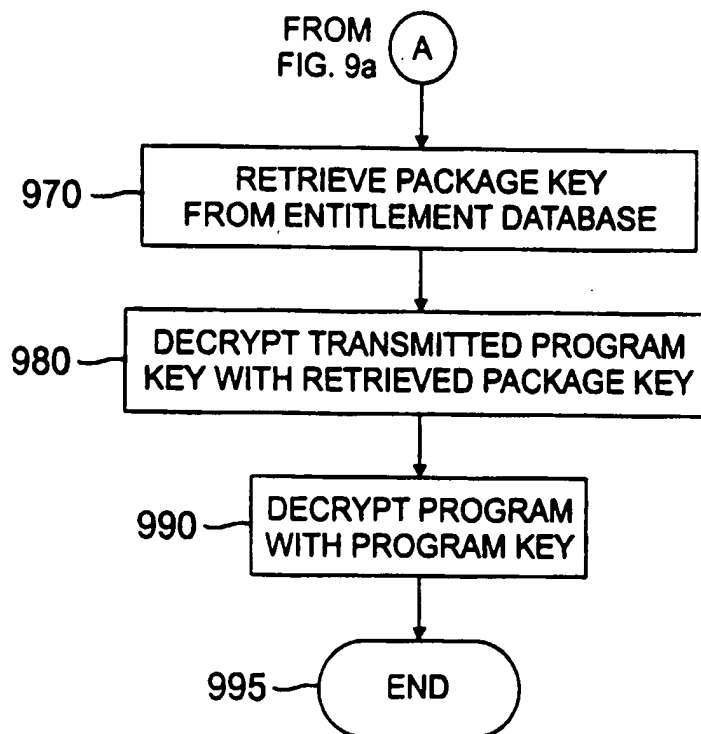 FROM
FIG. 9a
A
970
RETRIEVE PACKAGE KEY
FROM ENTITLEMENT DATABASE
980
DECRYPT TRANSMITTED PROGRAM
KEY WITH RETRIEVED PACKAGE KEY
990
DECRYPT PROGRAM
WITH PROGRAM KEY
995
END